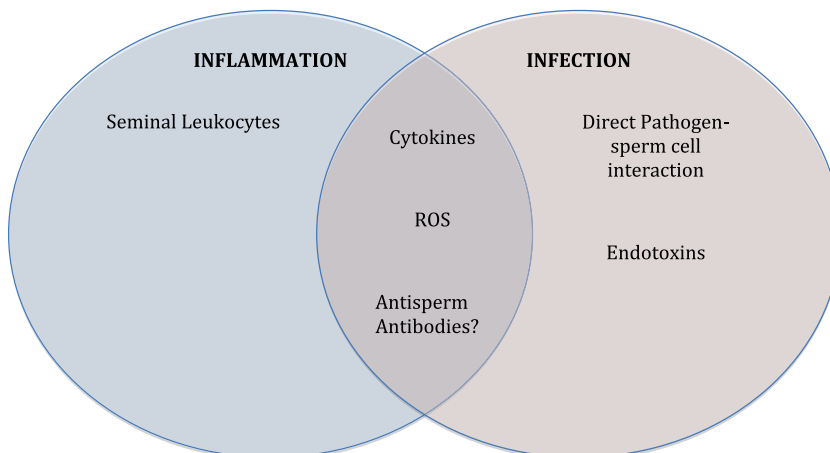 INFLAMMATION
Seminal Leukocytes
Cytokines
ROS
Antisperm
Antibodies?
INFECTION
Direct Pathogen-
sperm cell
interaction
Endotoxins